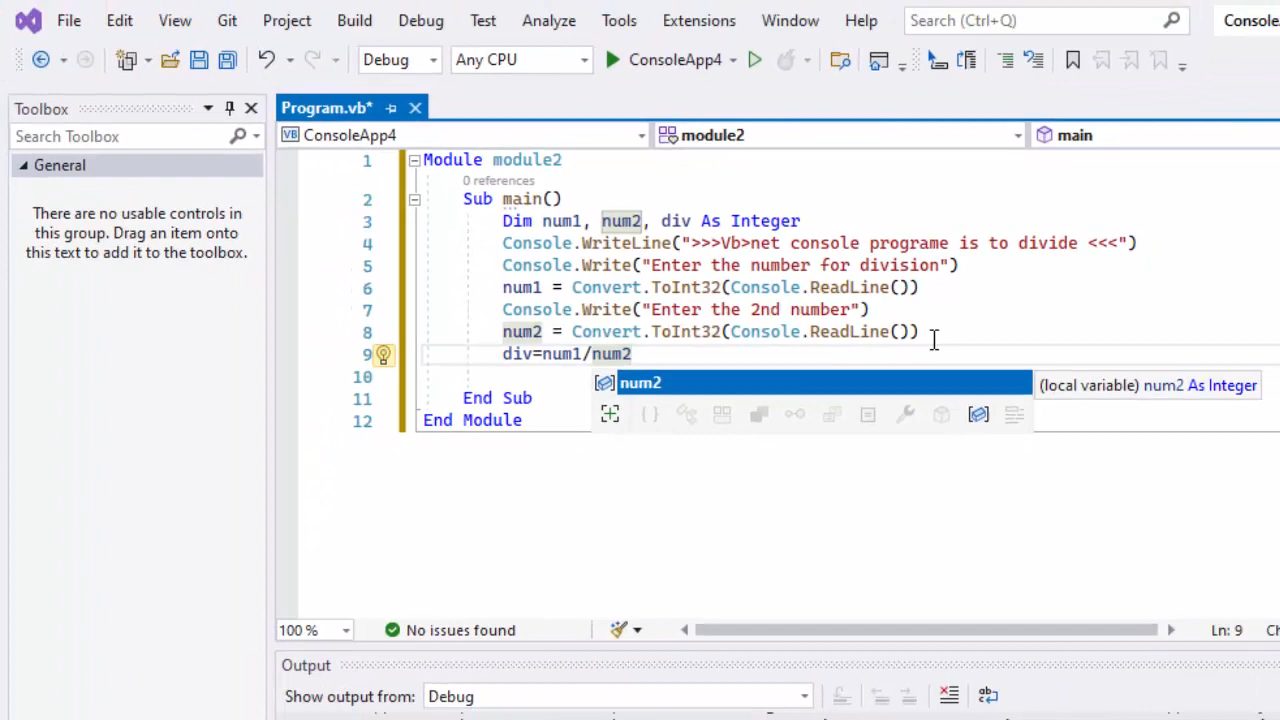 File Edit View Git Project Build Debug Test Analyze Tools Extensions Window Help Search (Ctrl+Q) Console
Debug Any CPU ConsoleApp4
Toolbox
Search Toolbox
General
There are no usable controls in
this group. Drag an item onto
this text to add it to the toolbox.
Program.vb*
VB ConsoleApp4 module2 main
1 Module module2
0 references
2 Sub main()
3 Dim num1, num2, div As Integer
4 Console.WriteLine(">>>Vb>net console programe is to divide <<<")
5 Console.Write("Enter the number for division")
6 num1 = Convert.ToInt32(Console.ReadLine())
7 Console.Write("Enter the 2nd number")
8 num2 = Convert.ToInt32(Console.ReadLine())
9 div=num1/num2
10 num2 (local variable) num2 As Integer
11 End Sub
12 End Module
100 % No issues found Ln: 9 Ch
Output
Show output from: Debug